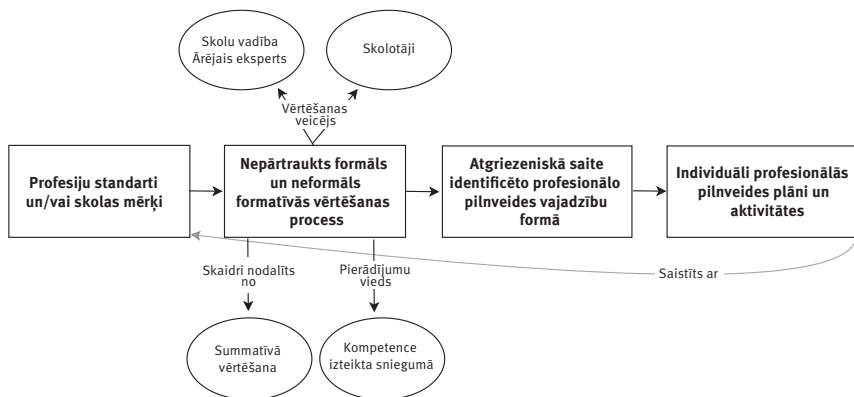 Skolu vadība
Ārējais eksperts
Skolotāji
Vērtēšanas
veicējs
Profesiju standarti
un/vai skolas mērķi
Nepārtraukts formāls
un neformāls
formatīvās vērtēšanas
process
Atgriezeniskā saite
identificēto profesionālo
pilnveides vajadzību
formā
Individuāli profesionālās
pilnveides plāni un
aktivitātes
Skaidri nodalīts
no
Pierādījumu
vieds
Saistīts ar
Summatīvā
vērtēšana
Kompetence
izteikta sniegumā